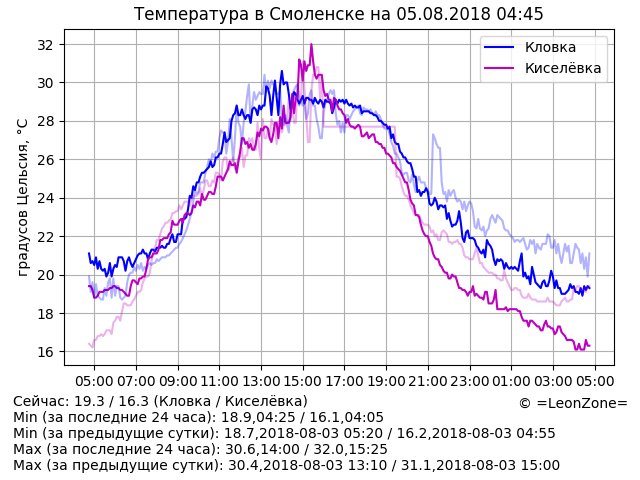 Температура в Смоленске на 05.08.2018 04:45
Кловка
Киселёвка
градусов Цельсия, °C
32
30
28
26
24
22
20
18
16
05:00 07:00 09:00 11:00 13:00 15:00 17:00 19:00 21:00 23:00 01:00 03:00 05:00
Сейчас: 19.3 / 16.3 (Кловка / Киселёвка)
© =LeonZone=
Min (за последние 24 часа): 18.9,04:25 / 16.1,04:05
Min (за предыдущие сутки): 18.7,2018-08-03 05:20 / 16.2,2018-08-03 04:55
Max (за последние 24 часа): 30.6,14:00 / 32.0,15:25
Max (за предыдущие сутки): 30.4,2018-08-03 13:10 / 31.1,2018-08-03 15:00